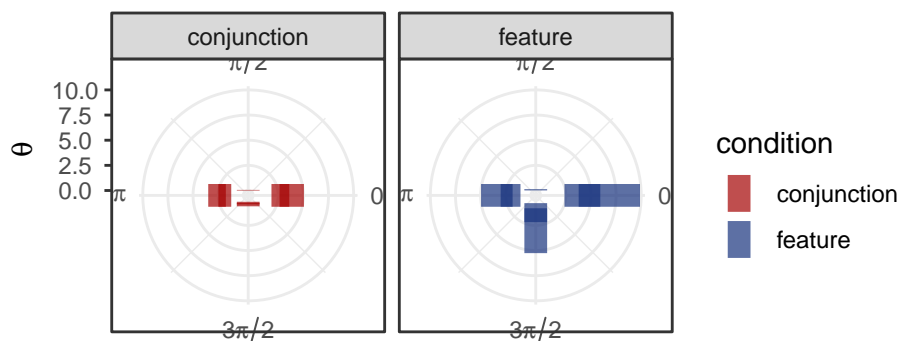 conjunction
feature
π/2
π/2
10.0
7.5
5.0
2.5
0.0
θ
π
0
π
0
3π/2
3π/2
condition
conjunction
feature